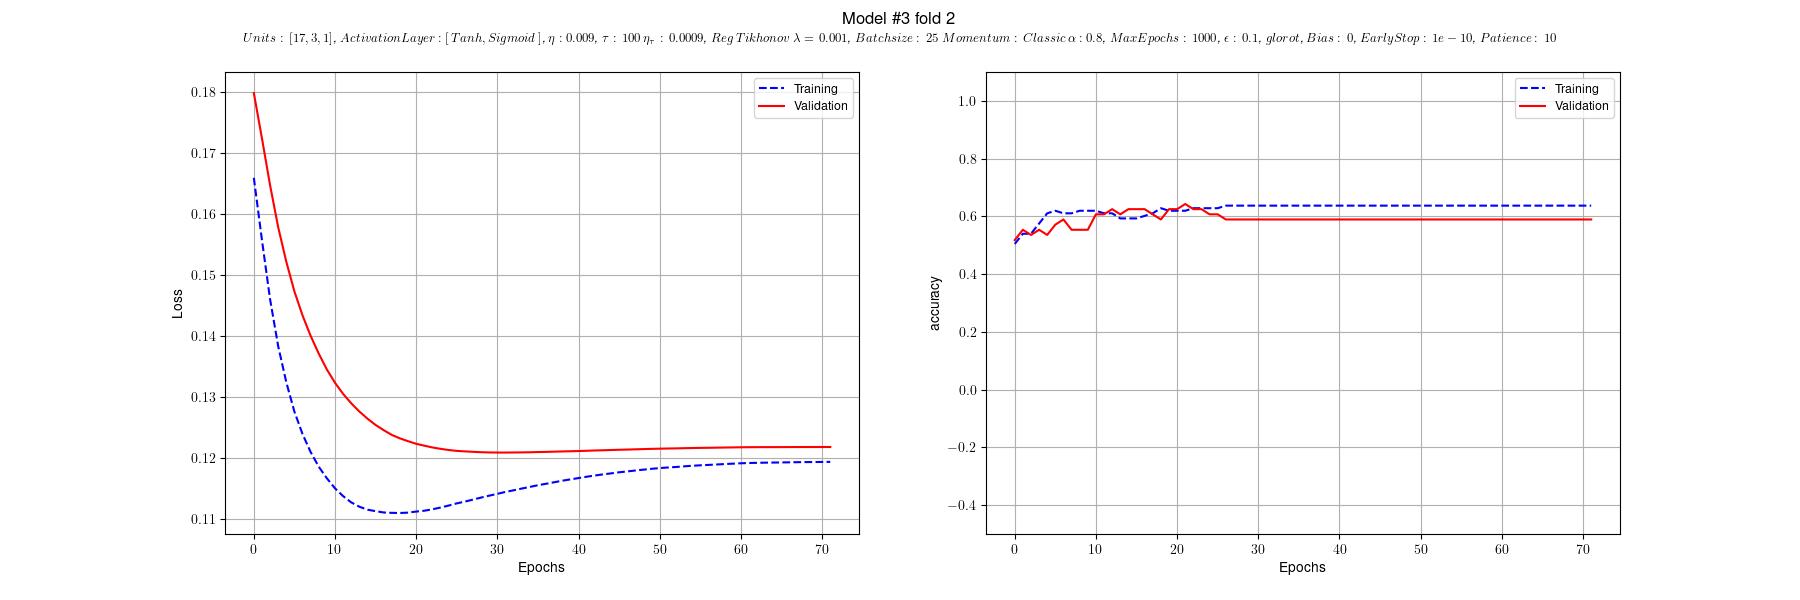 Model #3 fold 2
Units : [17, 3, 1], ActivationLayer : [ Tanh, Sigmoid ], η : 0.009, τ : 100 ητ : 0.0009, Reg Tikhonov λ = 0.001, Batchsize : 25 Momentum : Classic α : 0.8, MaxEpochs : 1000, ϵ : 0.1, glorot, Bias : 0, EarlyStop : 1e − 10, Patience : 10
0.18
0.17
0.16
0.15
0.14
0.13
0.12
0.11
Loss
Training
Validation
0 10 20 30 40 50 60 70
Epochs
1.0
0.8
0.6
0.4
0.2
0.0
−0.2
−0.4
accuracy
Training
Validation
0 10 20 30 40 50 60 70
Epochs